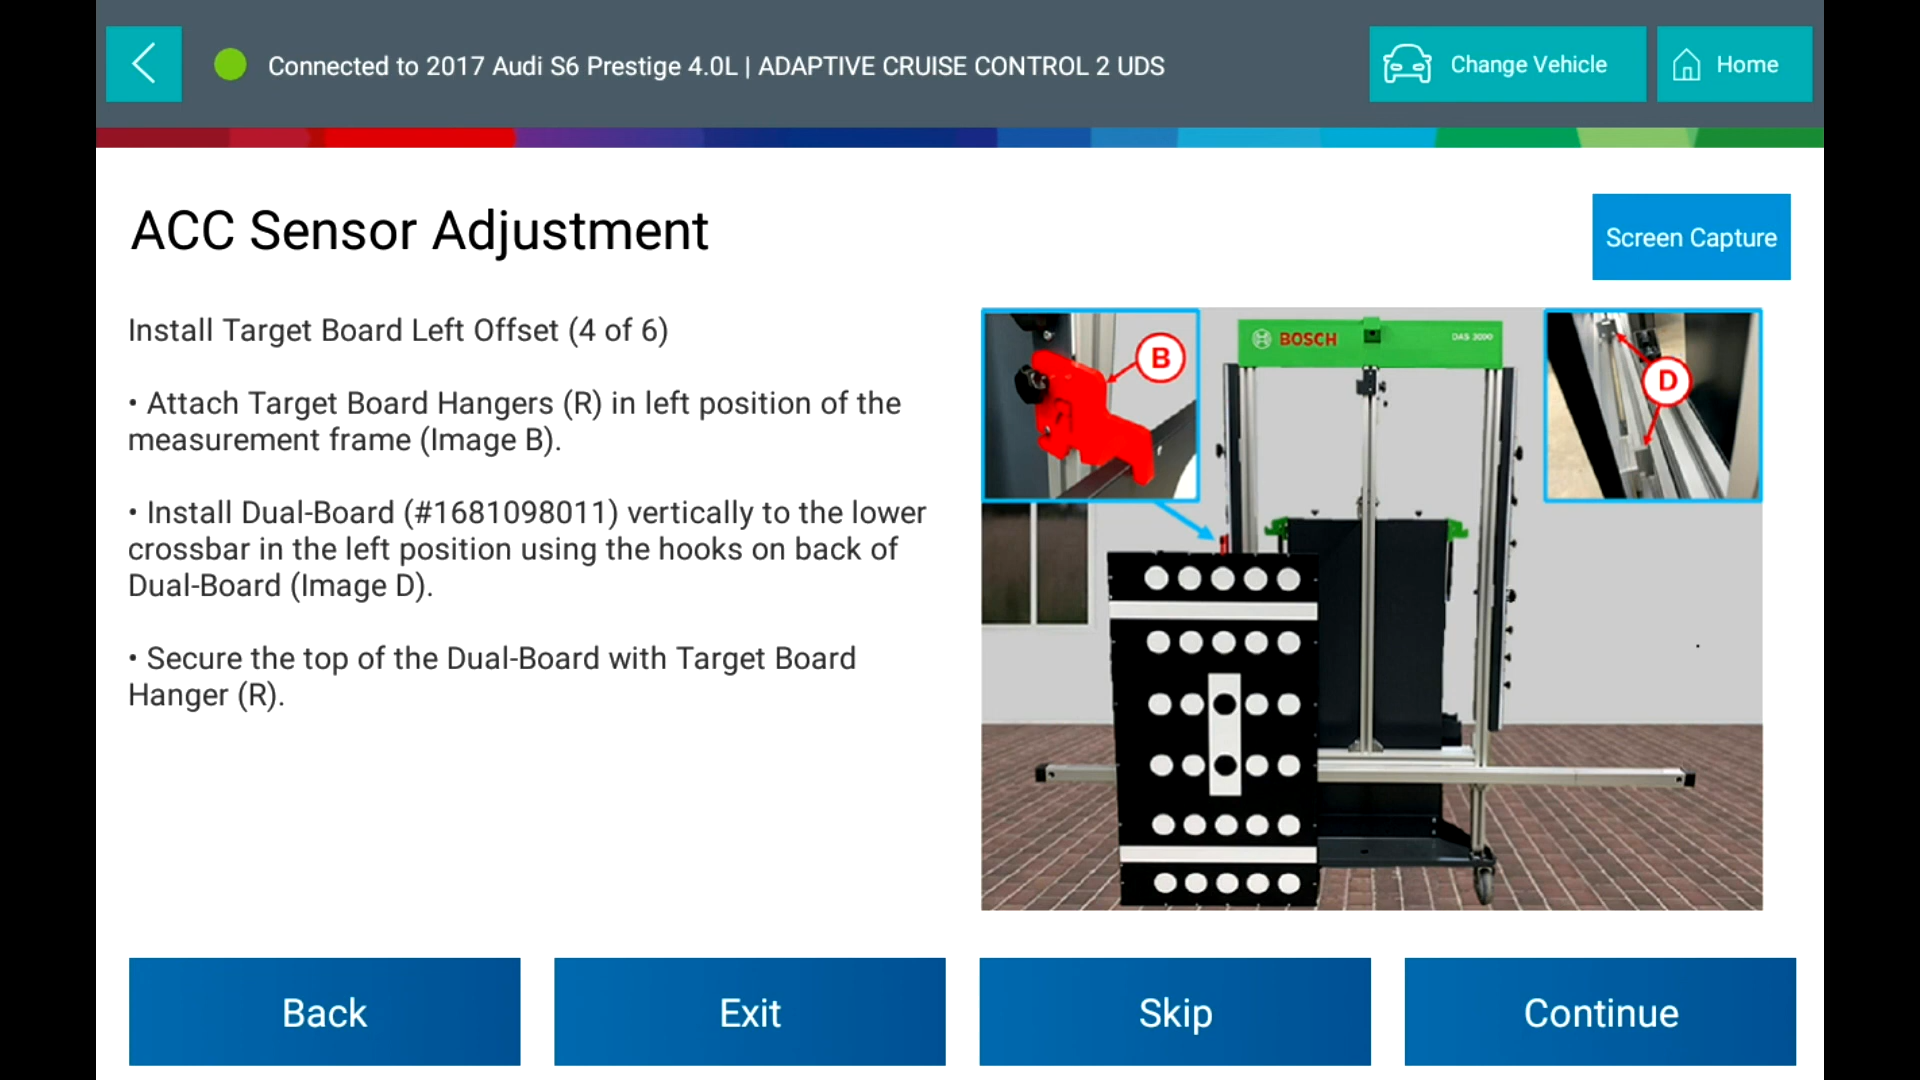 Connected to 2017 Audi S6 Prestige 4.0L | ADAPTIVE CRUISE CONTROL 2 UDS
Change Vehicle
Home
ACC Sensor Adjustment
Screen Capture
Install Target Board Left Offset (4 of 6)
• Attach Target Board Hangers (R) in left position of the
measurement frame (Image B).
• Install Dual-Board (#1681098011) vertically to the lower
crossbar in the left position using the hooks on back of
Dual-Board (Image D).
• Secure the top of the Dual-Board with Target Board
Hanger (R).
B
BOSCH
DAS 3000
D
Back
Exit
Skip
Continue